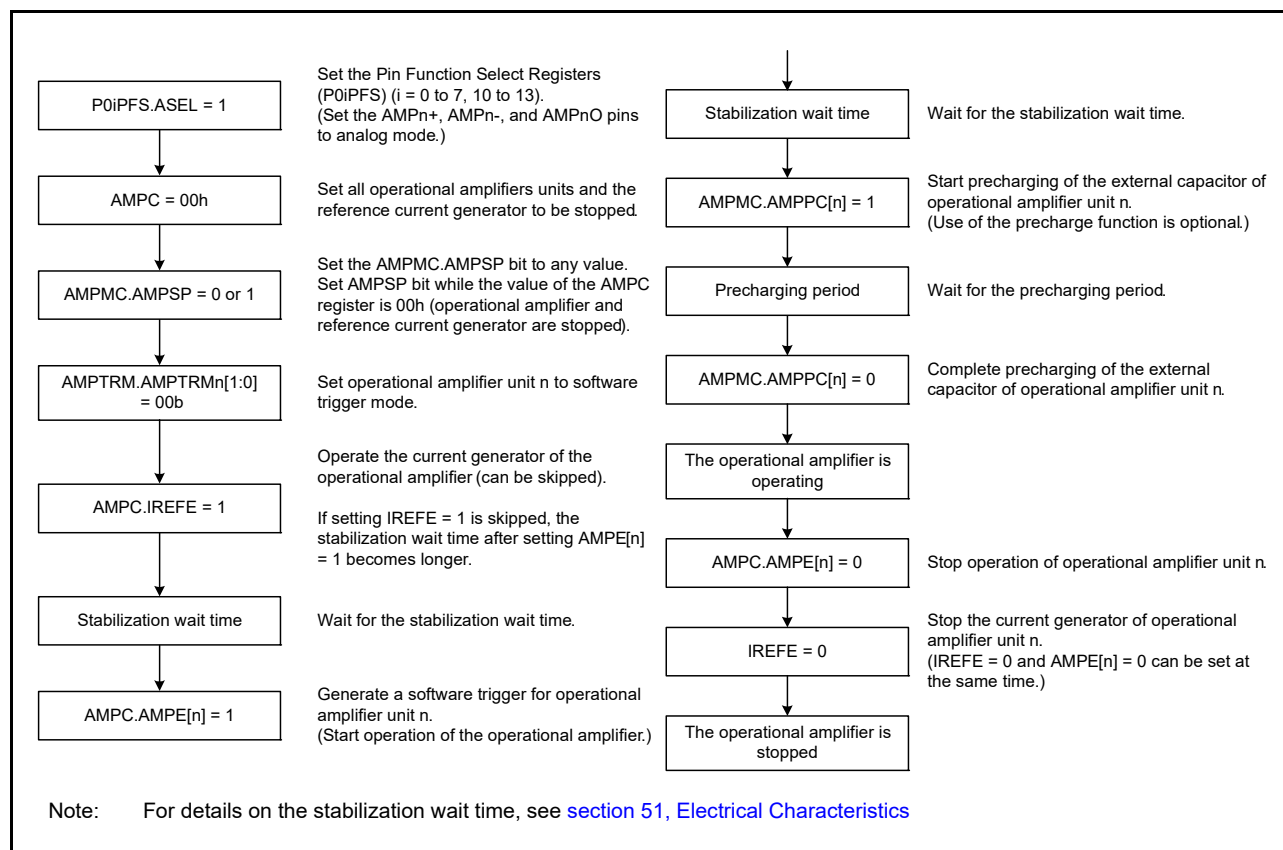 P0iPFS.ASEL = 1
Set the Pin Function Select Registers
(P0iPFS) (i = 0 to 7, 10 to 13).
(Set the AMPn+, AMPn-, and AMPnO pins
to analog mode.)
AMPC = 00h
Set all operational amplifiers units and the
reference current generator to be stopped.
AMPMC.AMPSP = 0 or 1
Set the AMPMC.AMPSP bit to any value.
Set AMPSP bit while the value of the AMPC
register is 00h (operational amplifier and
reference current generator are stopped).
AMPTRM.AMPTRMn[1:0]
= 00b
Set operational amplifier unit n to software
trigger mode.
AMPC.IREFE = 1
Operate the current generator of the
operational amplifier (can be skipped).
If setting IREFE = 1 is skipped, the
stabilization wait time after setting AMPE[n]
= 1 becomes longer.
Stabilization wait time
Wait for the stabilization wait time.
AMPC.AMPE[n] = 1
Generate a software trigger for operational
amplifier unit n.
(Start operation of the operational amplifier.)
Stabilization wait time
Wait for the stabilization wait time.
AMPMC.AMPPC[n] = 1
Start precharging of the external capacitor of
operational amplifier unit n.
(Use of the precharge function is optional.)
Precharging period
Wait for the precharging period.
AMPMC.AMPPC[n] = 0
Complete precharging of the external
capacitor of operational amplifier unit n.
The operational amplifier is
operating
AMPC.AMPE[n] = 0
Stop operation of operational amplifier unit n.
IREFE = 0
Stop the current generator of operational
amplifier unit n.
(IREFE = 0 and AMPE[n] = 0 can be set at
the same time.)
The operational amplifier is
stopped
Note: For details on the stabilization wait time, see section 51, Electrical Characteristics